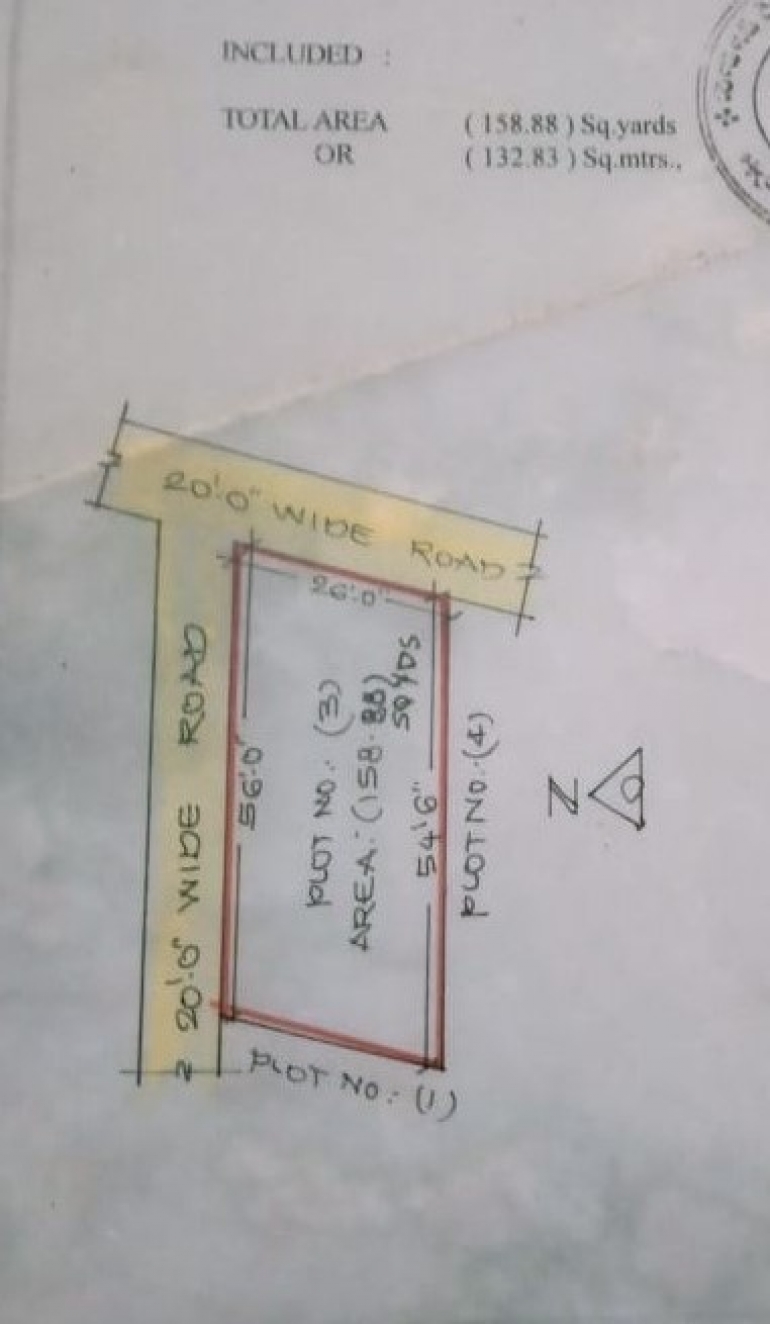 INCLUDED :
TOTAL AREA ( 158.88 ) Sq.yards
OR ( 132.83 ) Sq.mtrs.,
20'.0" WIDE ROAD
26'.0"
20'.0" WIDE ROAD
56'.0"
PLOT NO.: (3)
AREA: (158.88)
SQ YDS
54'.6"
PLOT NO.: (4)
N
PLOT NO.: (1)